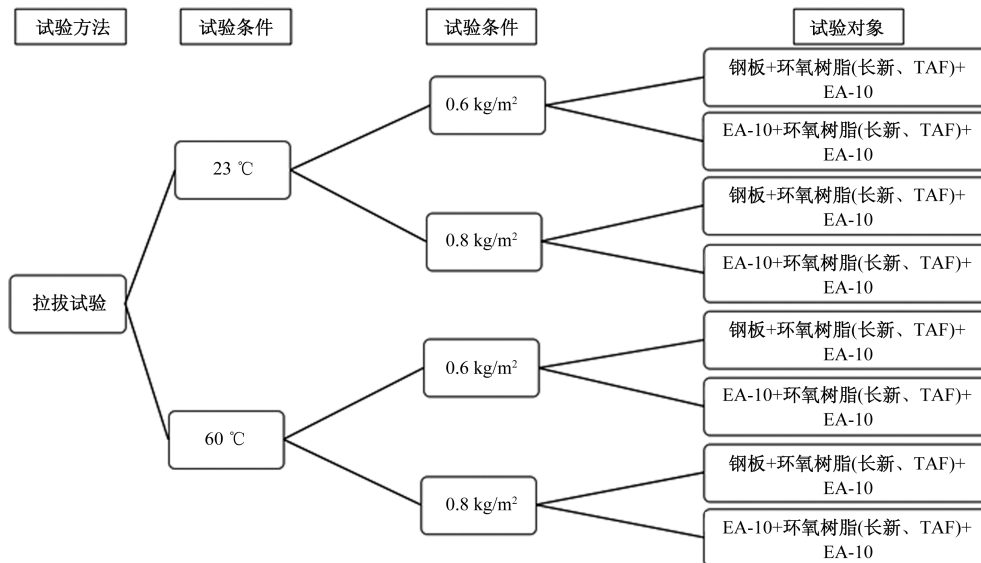 试验方法
试验条件
试验条件
试验对象
钢板+环氧树脂(长新、TAF)+
EA-10
0.6 kg/m²
EA-10+环氧树脂(长新、TAF)+
EA-10
23 ℃
钢板+环氧树脂(长新、TAF)+
EA-10
0.8 kg/m²
EA-10+环氧树脂(长新、TAF)+
EA-10
拉拔试验
钢板+环氧树脂(长新、TAF)+
EA-10
0.6 kg/m²
EA-10+环氧树脂(长新、TAF)+
EA-10
60 ℃
钢板+环氧树脂(长新、TAF)+
EA-10
0.8 kg/m²
EA-10+环氧树脂(长新、TAF)+
EA-10